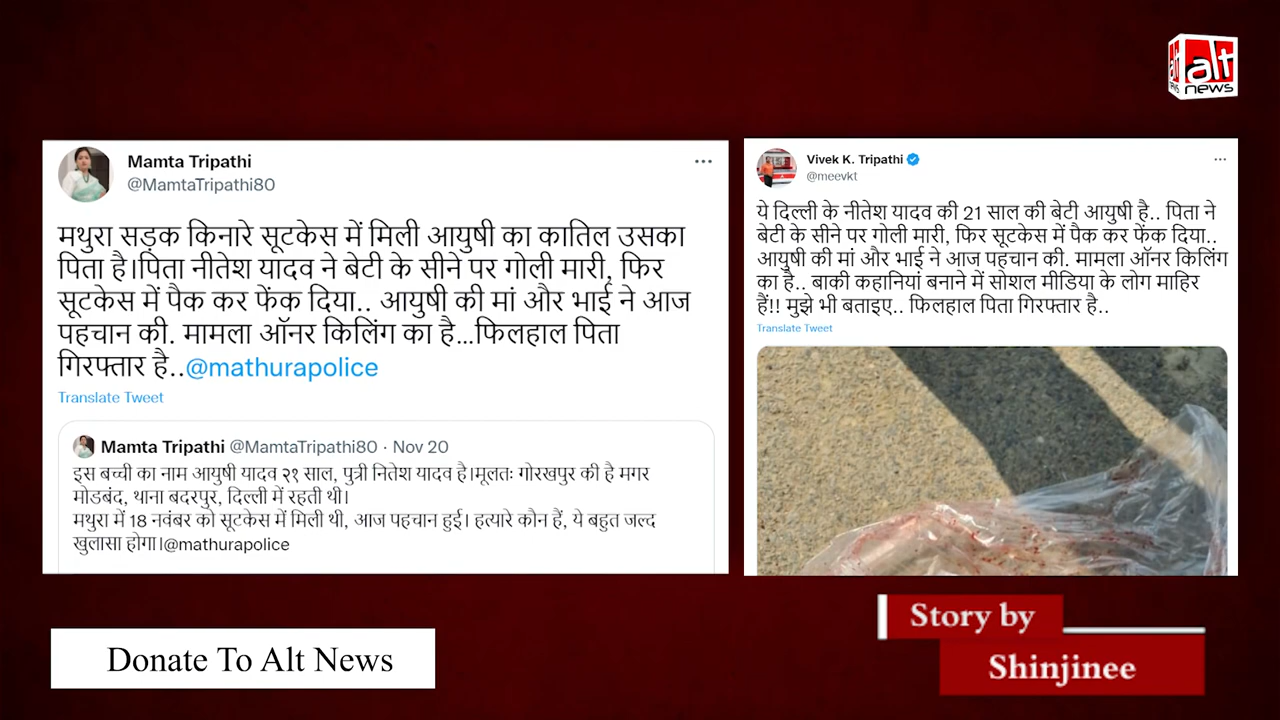 alt
news
Mamta Tripathi
@MamtaTripathi80
मथुरा सड़क किनारे सूटकेस में मिली आयुषी का कातिल उसका
पिता है।पिता नीतेश यादव ने बेटी के सीने पर गोली मारी, फिर
सूटकेस में पैक कर फेंक दिया.. आयुषी की मां और भाई ने आज
पहचान की. मामला ऑनर किलिंग का है...फिलहाल पिता
गिरफ्तार है..@mathurapolice
Translate Tweet
Mamta Tripathi @MamtaTripathi80 · Nov 20
इस बच्ची का नाम आयुषी यादव २१ साल, पुत्री नितेश यादव है।मूलतः गोरखपुर की है मगर
मोडबंद, थाना बदरपुर, दिल्ली में रहती थी।
मथुरा में 18 नवंबर को सूटकेस में मिली थी, आज पहचान हुई। हत्यारे कौन हैं, ये बहुत जल्द
खुलासा होगा।@mathurapolice
Vivek K. Tripathi
@meevkt
ये दिल्ली के नीतेश यादव की 21 साल की बेटी आयुषी है.. पिता ने
बेटी के सीने पर गोली मारी, फिर सूटकेस में पैक कर फेंक दिया..
आयुषी की मां और भाई ने आज पहचान की. मामला ऑनर किलिंग
का है.. बाकी कहानियां बनाने में सोशल मीडिया के लोग माहिर
हैं!! मुझे भी बताइए.. फिलहाल पिता गिरफ्तार है..
Translate Tweet
Donate To Alt News
Story by
Shinjinee